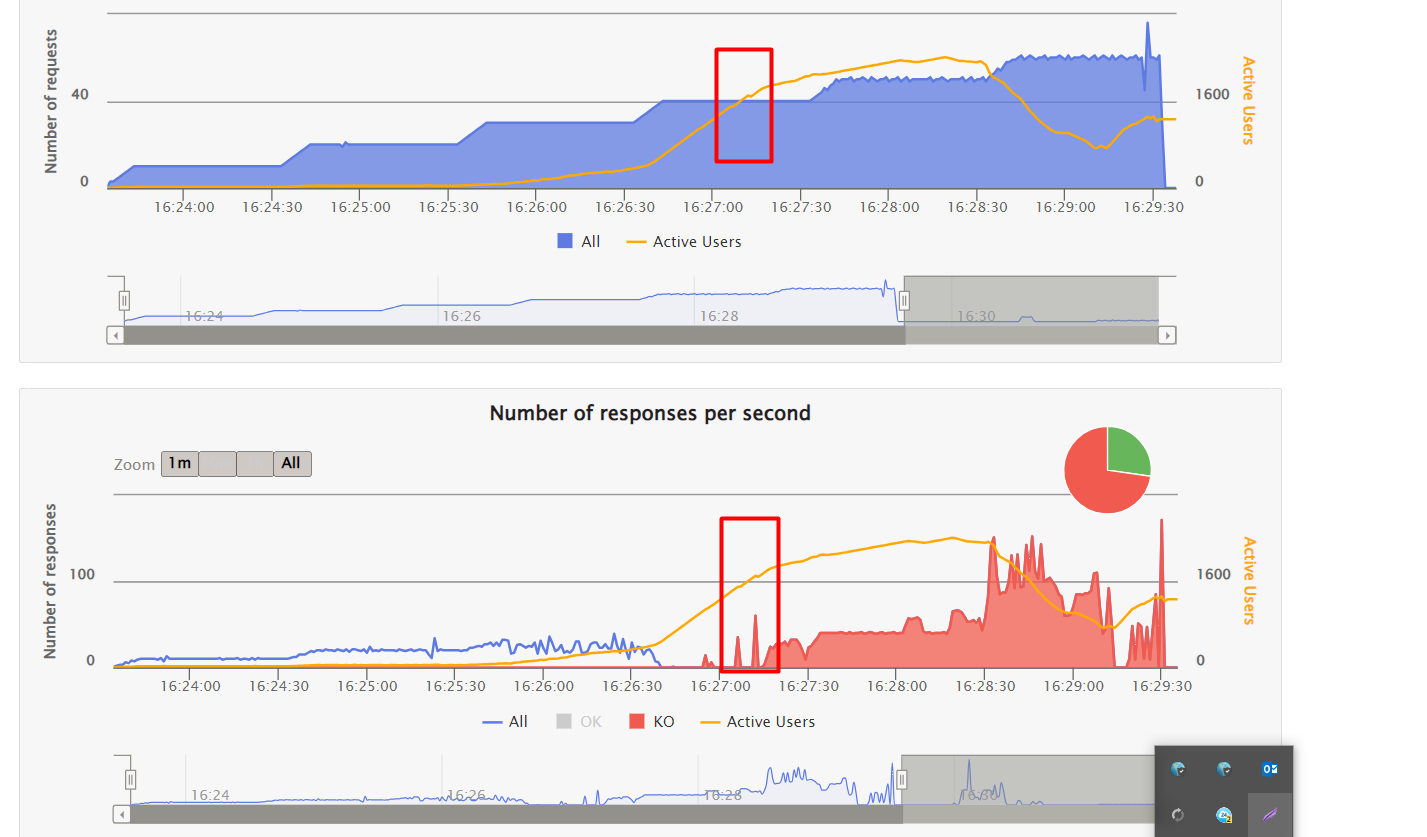 Number of requests
40
0
Active Users
1600
0
16:24:00 16:24:30 16:25:00 16:25:30 16:26:00 16:26:30 16:27:00 16:27:30 16:28:00 16:28:30 16:29:00 16:29:30
All Active Users
16:24 16:26 16:28 16:30
Number of responses per second
Zoom 1m All
Number of responses
100
0
Active Users
1600
0
16:24:00 16:24:30 16:25:00 16:25:30 16:26:00 16:26:30 16:27:00 16:27:30 16:28:00 16:28:30 16:29:00 16:29:30
All OK KO Active Users
16:24 16:26 16:28 16:30